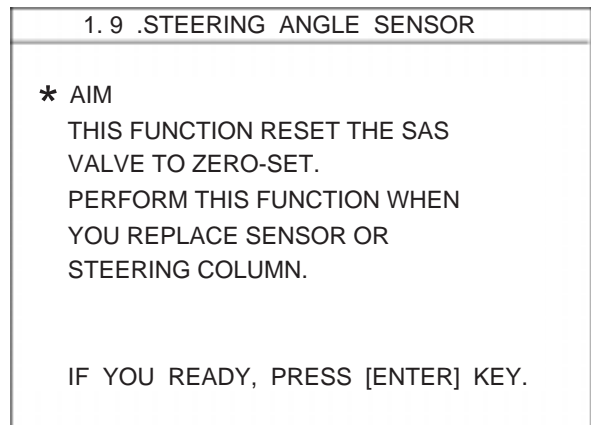 1. 9 .STEERING ANGLE SENSOR
* AIM
THIS FUNCTION RESET THE SAS
VALVE TO ZERO-SET.
PERFORM THIS FUNCTION WHEN
YOU REPLACE SENSOR OR
STEERING COLUMN.
IF YOU READY, PRESS [ENTER] KEY.